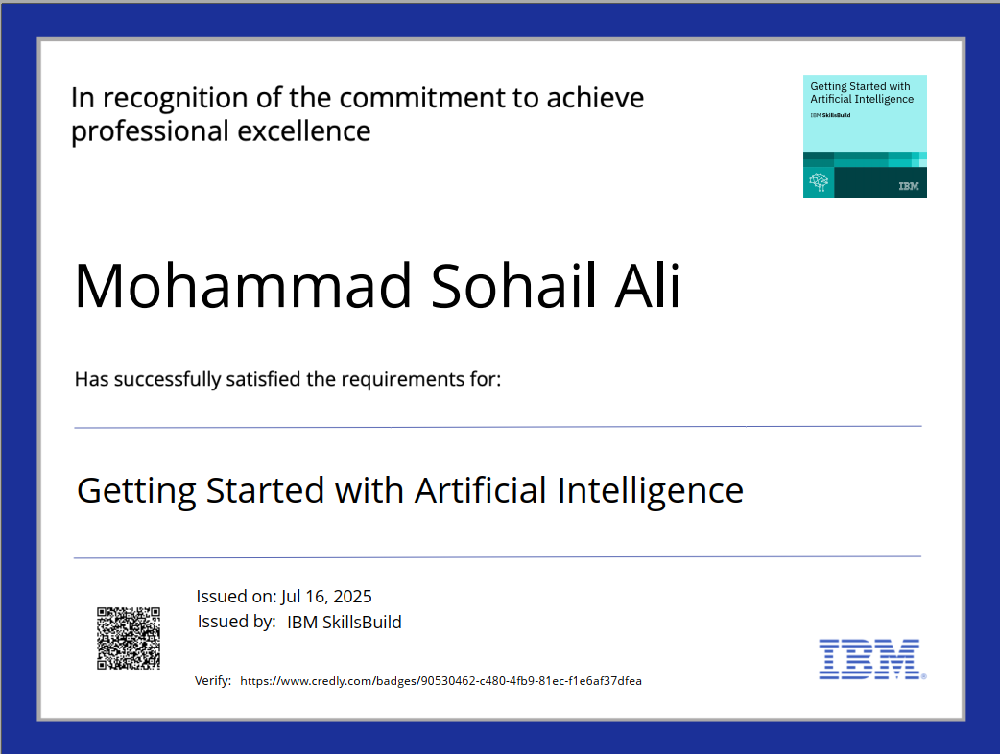 In recognition of the commitment to achieve
professional excellence
Getting Started with
Artificial Intelligence
IBM SkillsBuild
IBM
Mohammad Sohail Ali
Has successfully satisfied the requirements for:
Getting Started with Artificial Intelligence
Issued on: Jul 16, 2025
Issued by: IBM SkillsBuild
Verify: https://www.credly.com/badges/90530462-c480-4fb9-81ec-f1e6af37dfea
IBM®